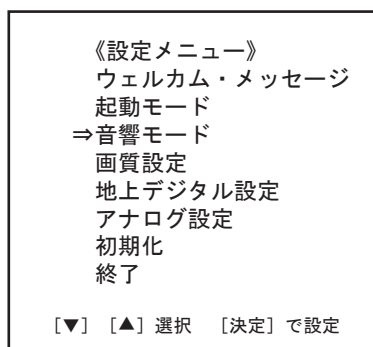 《設定メニュー》
ウェルカム・メッセージ
起動モード
⇒音響モード
画質設定
地上デジタル設定
アナログ設定
初期化
終了
［▼］［▲］選択　［決定］で設定